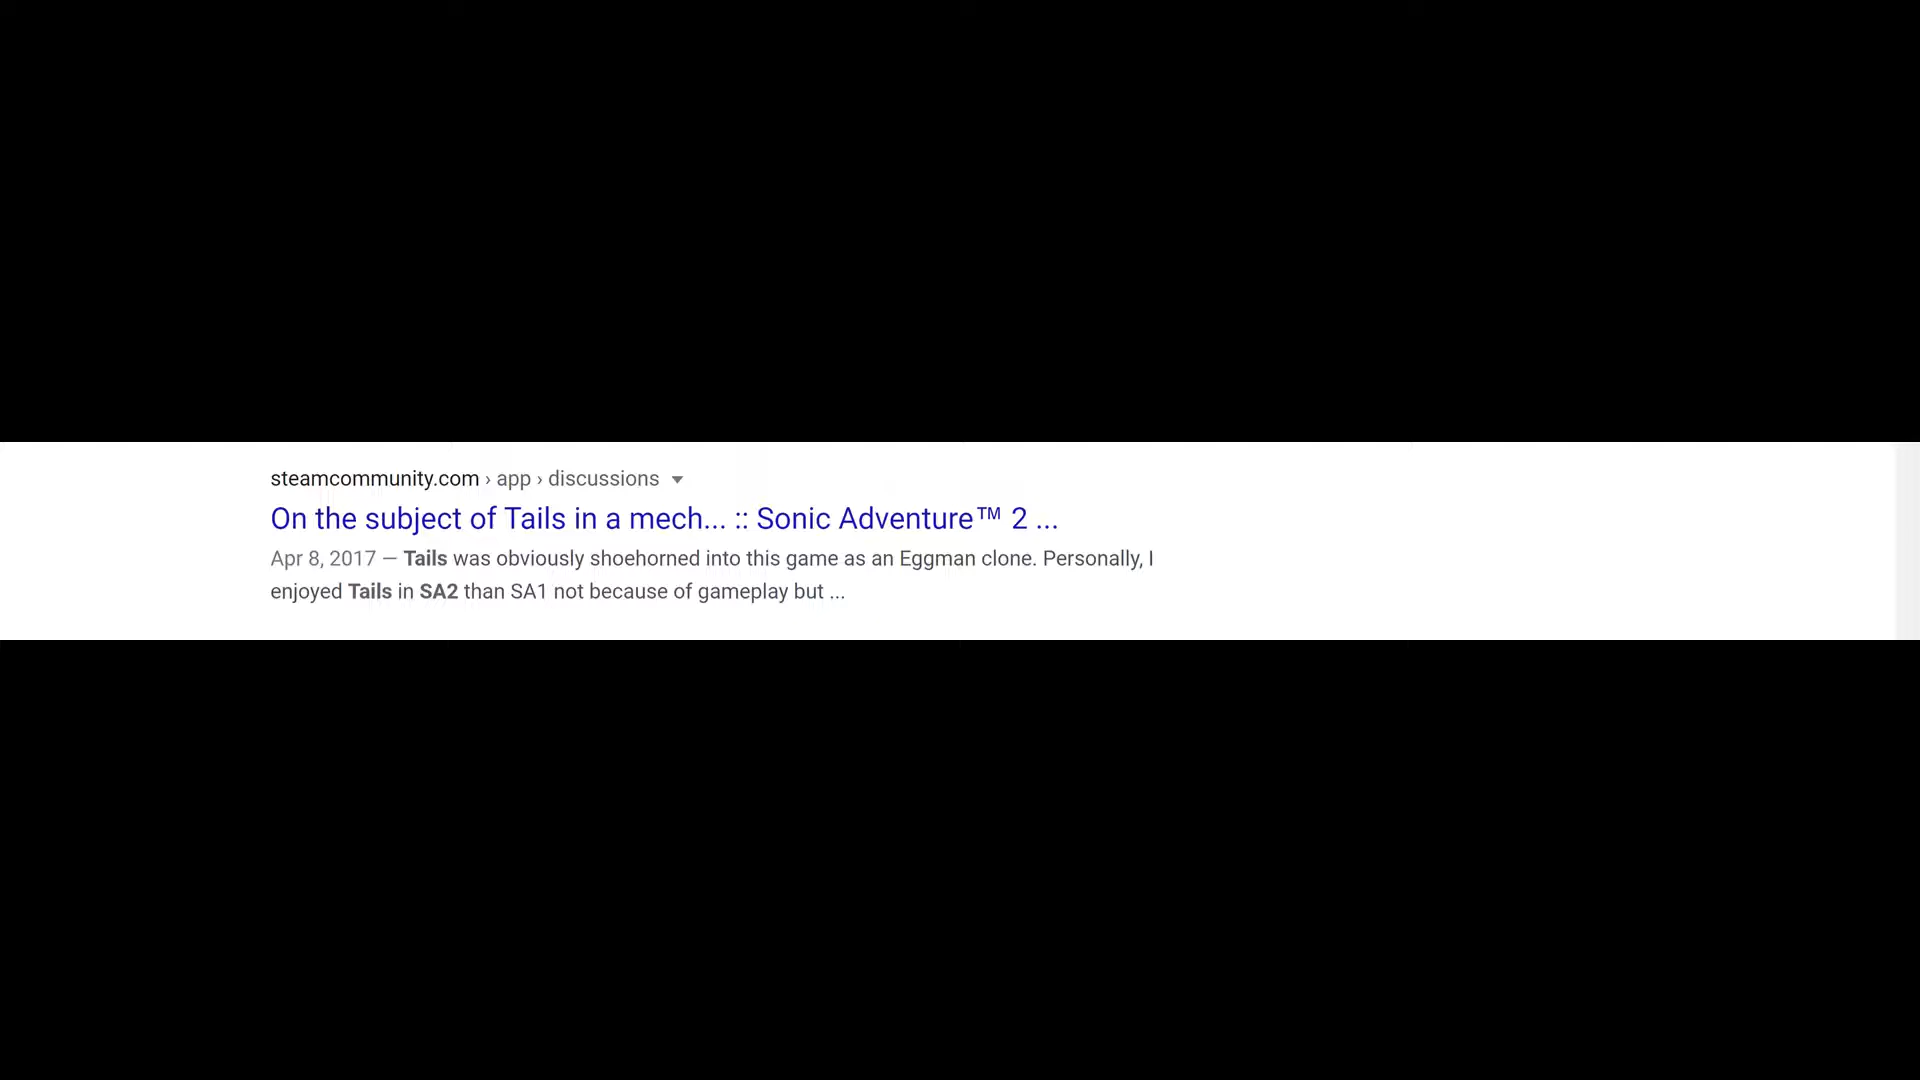 steamcommunity.com › app › discussions
On the subject of Tails in a mech... :: Sonic Adventure™ 2 ...
Apr 8, 2017 — Tails was obviously shoehorned into this game as an Eggman clone. Personally, I
enjoyed Tails in SA2 than SA1 not because of gameplay but ...